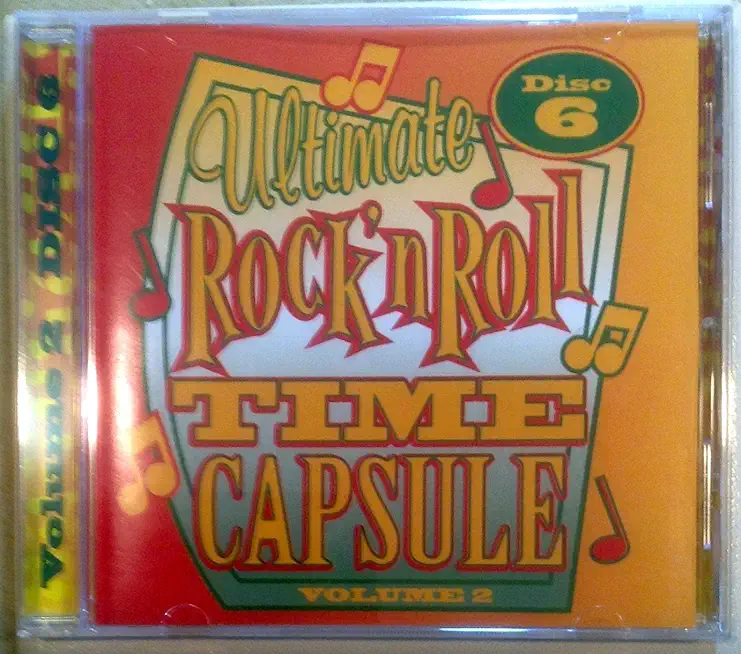 Volume 2 DISC 6
Disc
6
Ultimate
ROCK'n ROLL
TIME
CAPSULE
VOLUME 2